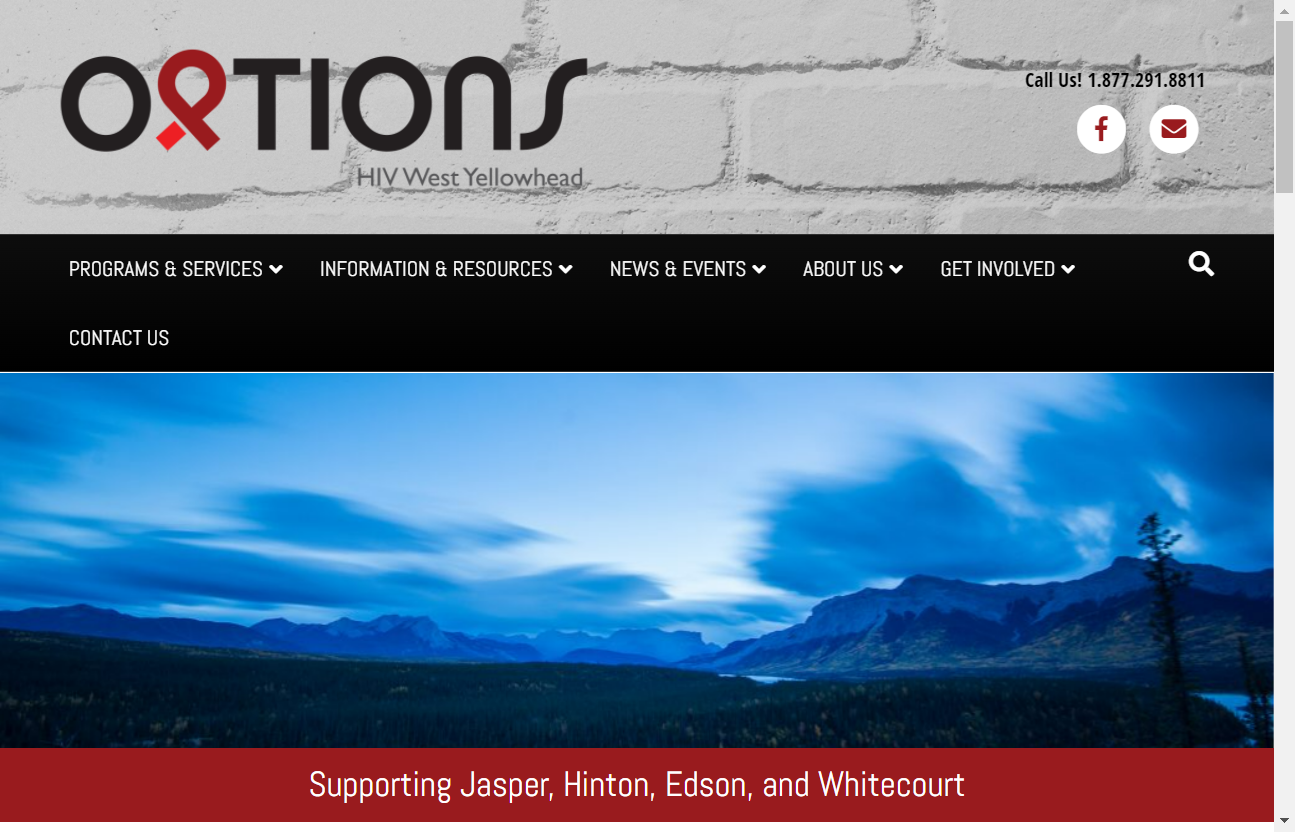 OPTIONS
HIV West Yellowhead
Call Us! 1.877.291.8811
PROGRAMS & SERVICES
INFORMATION & RESOURCES
NEWS & EVENTS
ABOUT US
GET INVOLVED
CONTACT US
Supporting Jasper, Hinton, Edson, and Whitecourt